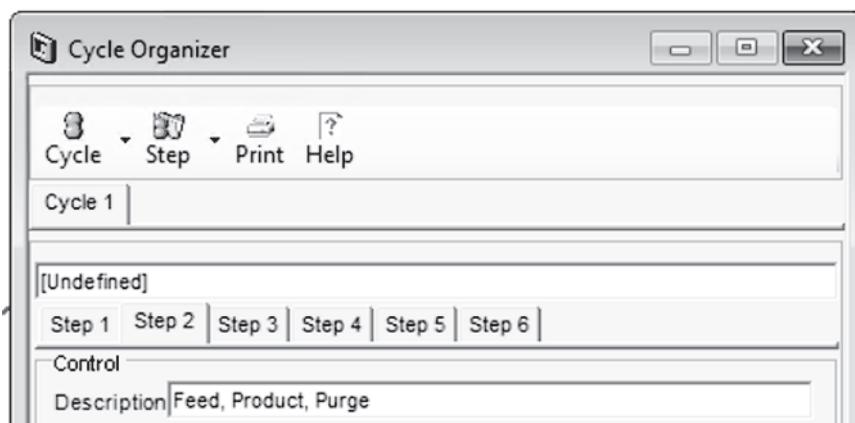 Cycle Organizer
Cycle Step Print Help
Cycle 1
[Undefined]
Step 1 Step 2 Step 3 Step 4 Step 5 Step 6
Control
Description Feed, Product, Purge